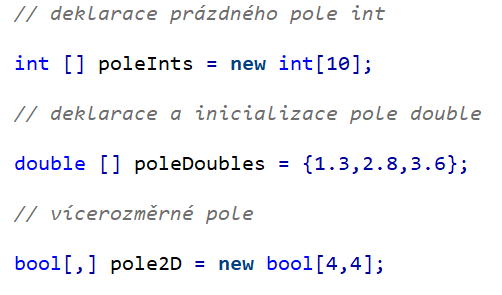 // deklarace prázdného pole int
int [] poleInts = new int[10];
// deklarace a inicializace pole double
double [] poleDoubles = {1.3,2.8,3.6};
// vícerozměrné pole
bool[,] pole2D = new bool[4,4];